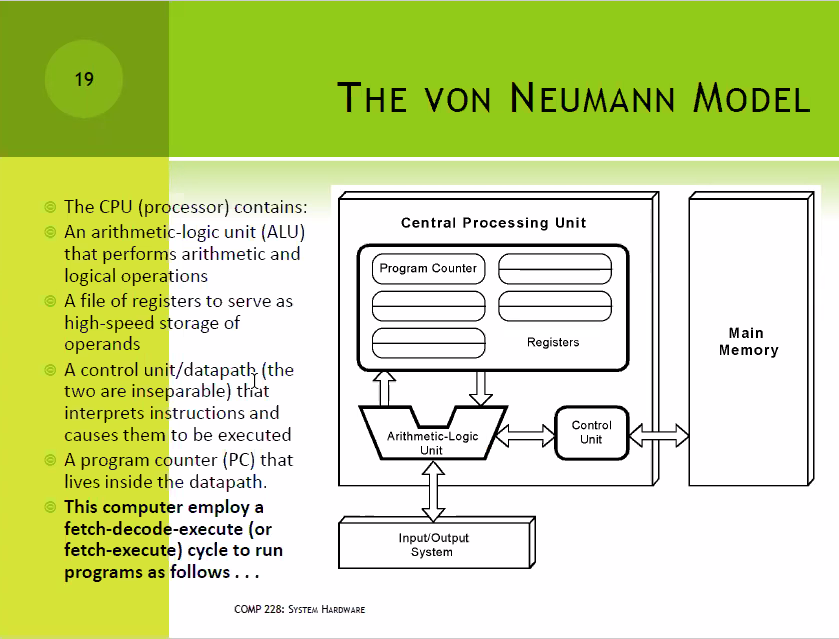 19
THE VON NEUMANN MODEL
The CPU (processor) contains:
An arithmetic-logic unit (ALU)
that performs arithmetic and
logical operations
A file of registers to serve as
high-speed storage of
operands
A control unit/datapath (the
two are inseparable) that
interprets instructions and
causes them to be executed
A program counter (PC) that
lives inside the datapath.
This computer employ a
fetch-decode-execute (or
fetch-execute) cycle to run
programs as follows . . .
Central Processing Unit
Program Counter
Registers
Arithmetic-Logic
Unit
Control
Unit
Main
Memory
Input/Output
System
COMP 228: SYSTEM HARDWARE